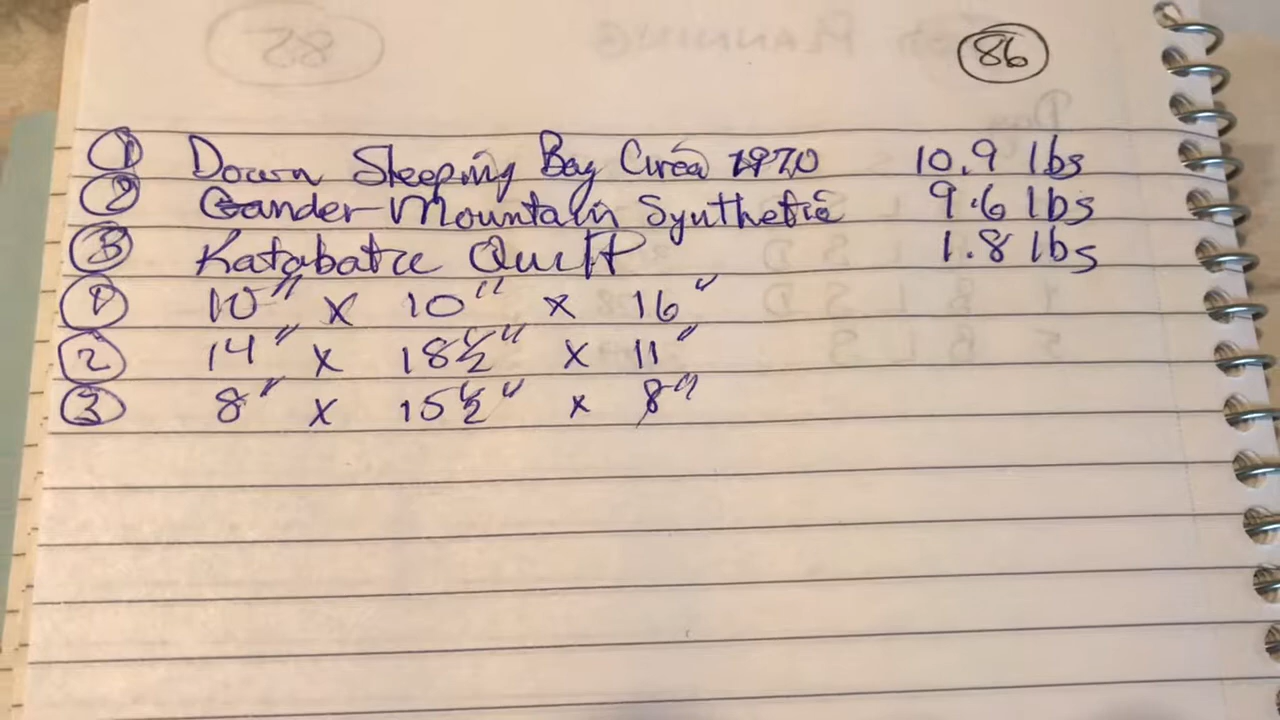 86
① Down Sleeping Bag Circa 1970 10.9 lbs
② Gander Mountain Synthetic 9.6 lbs
③ Katabatic Quilt 1.8 lbs
① 10" x 10" x 16"
② 14" x 18½" x 11"
③ 8" x 15½" x 8"